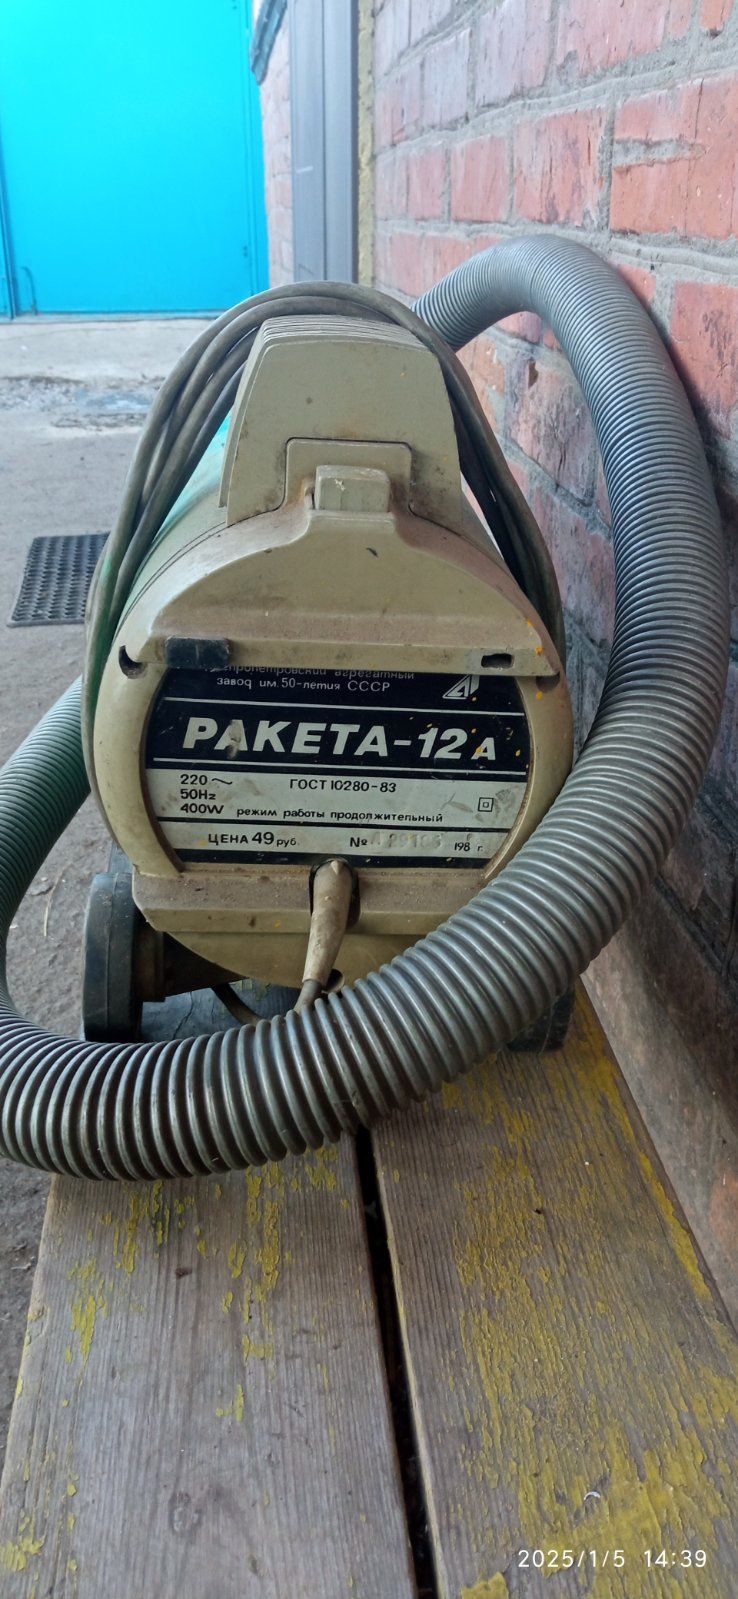 агрегатный
завод им. 50-летия СССР
РАКЕТА-12А
220~
ГОСТ 10280-83
50Hz
400W режим работы продолжительный
ЦЕНА 49 руб. № 198 г.
2025/1/5 14:39